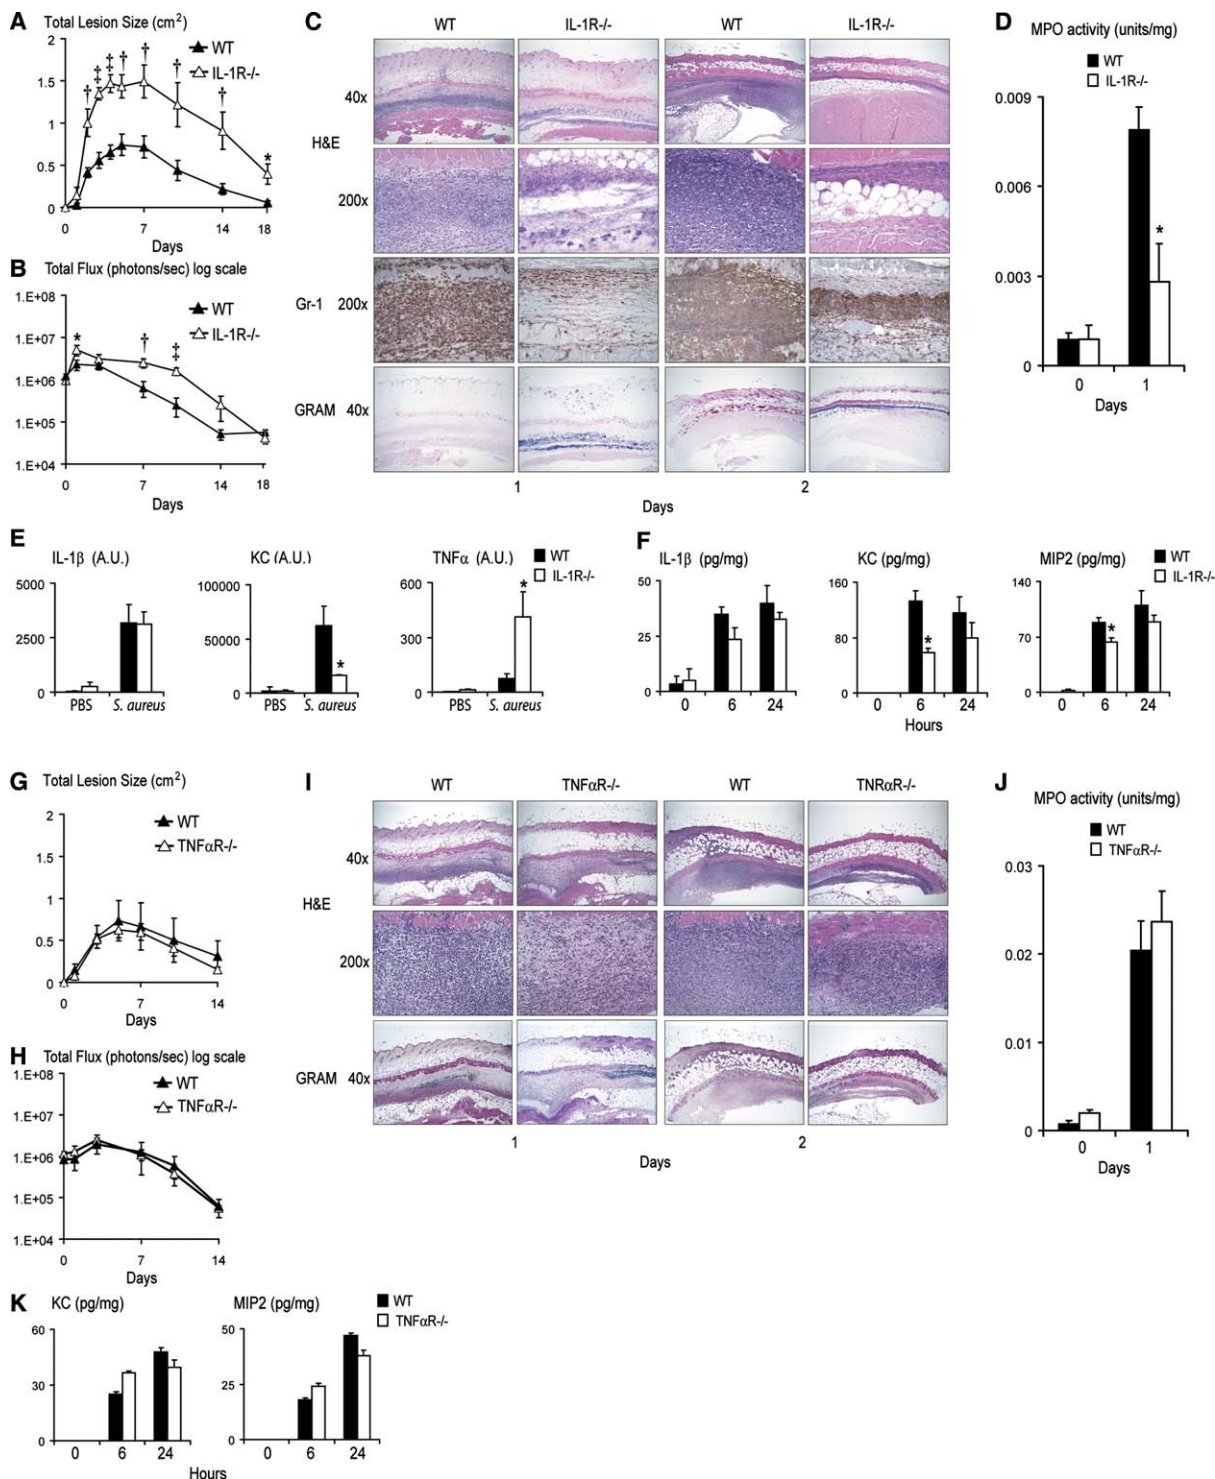 A Total Lesion Size (cm²)
2
1.5
1
0.5
0
WT
IL-1R-/-
† ‡ ‡ † † † † *
0 7 14 18
Days
B Total Flux (photons/sec) log scale
1.E+08
1.E+07
1.E+06
1.E+05
1.E+04
WT
IL-1R-/-
* † ‡
0 7 14 18
Days
C WT IL-1R-/- WT IL-1R-/-
40x
H&E
200x
Gr-1 200x
GRAM 40x
1 2
Days
D MPO activity (units/mg)
WT
IL-1R-/-
0.009
0.006
0.003
0
*
0 1
Days
E
IL-1β (A.U.)
5000
2500
0
PBS S. aureus
KC (A.U.)
100000
50000
0
*
PBS S. aureus
TNFα (A.U.)
600
300
0
*
PBS S. aureus
WT
IL-1R-/-
F
IL-1β (pg/mg)
50
25
0
0 6 24
KC (pg/mg)
160
80
0
*
0 6 24
Hours
MIP2 (pg/mg)
140
70
0
*
0 6 24
WT
IL-1R-/-
G Total Lesion Size (cm²)
2
1.5
1
0.5
0
WT
TNFαR-/-
0 7 14
Days
H Total Flux (photons/sec) log scale
1.E+08
1.E+07
1.E+06
1.E+05
1.E+04
WT
TNFαR-/-
0 7 14
Days
I WT TNFαR-/- WT TNRαR-/-
40x
H&E
200x
GRAM 40x
1 2
Days
J MPO activity (units/mg)
WT
TNFαR-/-
0.03
0.02
0.01
0
0 1
Days
K KC (pg/mg)
60
30
0
0 6 24
Hours
MIP2 (pg/mg)
50
25
0
0 6 24
WT
TNFαR-/-